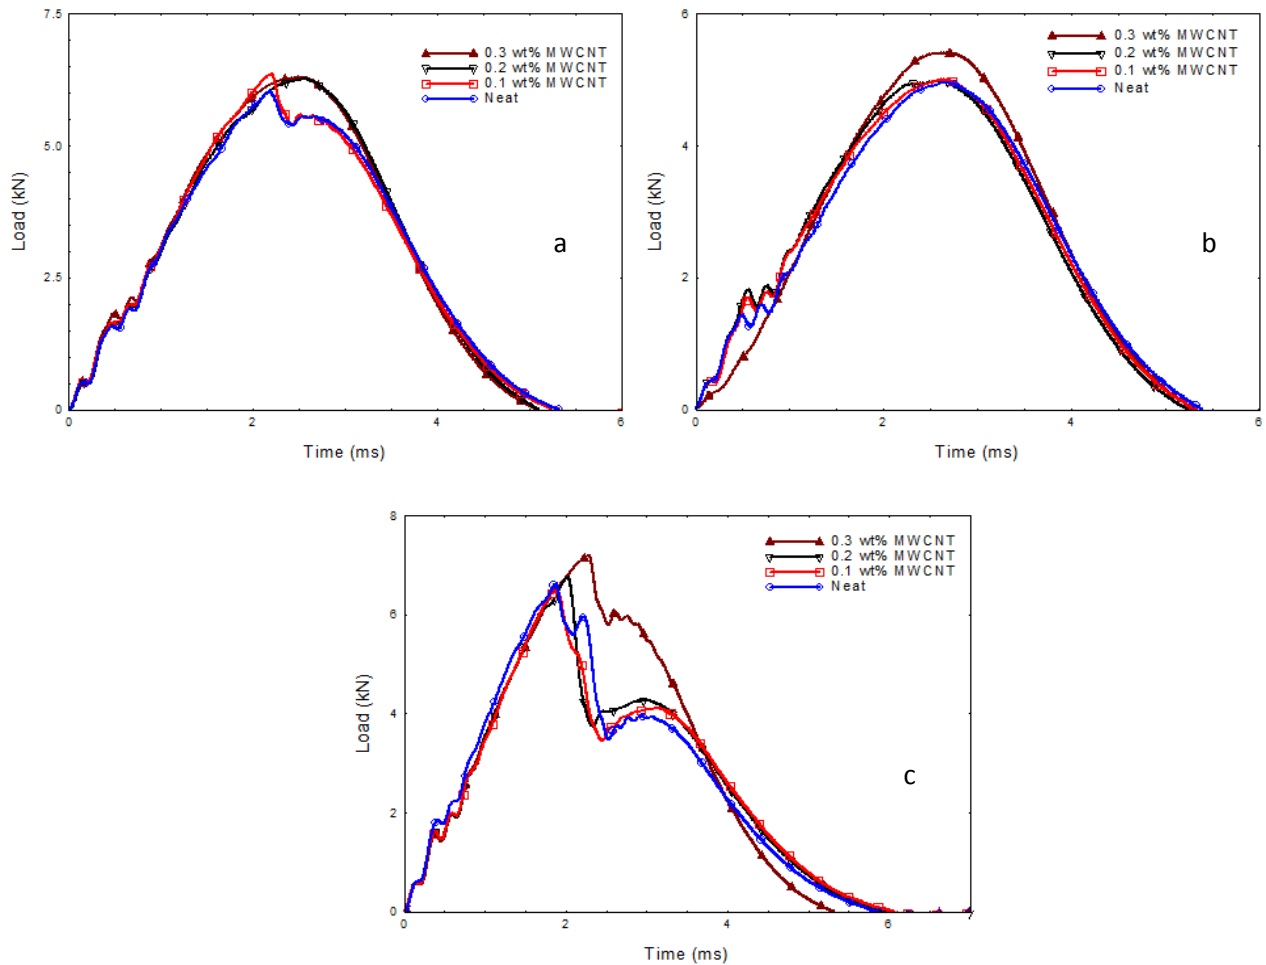 7.5
0.3 wt% MWCNT
0.2 wt% MWCNT
0.1 wt% MWCNT
Neat
5.0
Load (kN)
a
2.5
0
0 2 4 6
Time (ms)
6
0.3 wt% MWCNT
0.2 wt% MWCNT
0.1 wt% MWCNT
Neat
4
Load (kN)
b
2
0
0 2 4 6
Time (ms)
8
0.3 wt% MWCNT
0.2 wt% MWCNT
0.1 wt% MWCNT
Neat
6
Load (kN)
4
c
2
0
0 2 4 6
Time (ms)